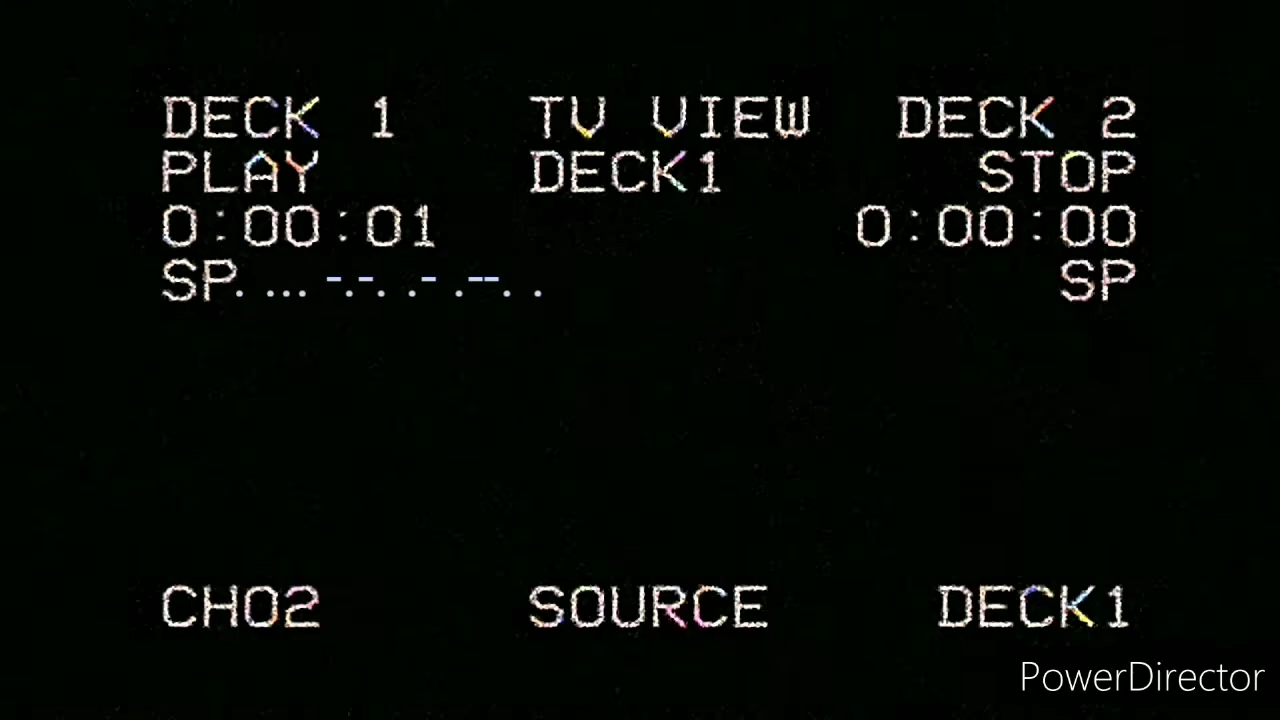 DECK 1 TV VIEW DECK 2
PLAY DECK1 STOP
0:00:01 0:00:00
SP. ... -.-. .- .--. . SP
CH02 SOURCE DECK1
PowerDirector